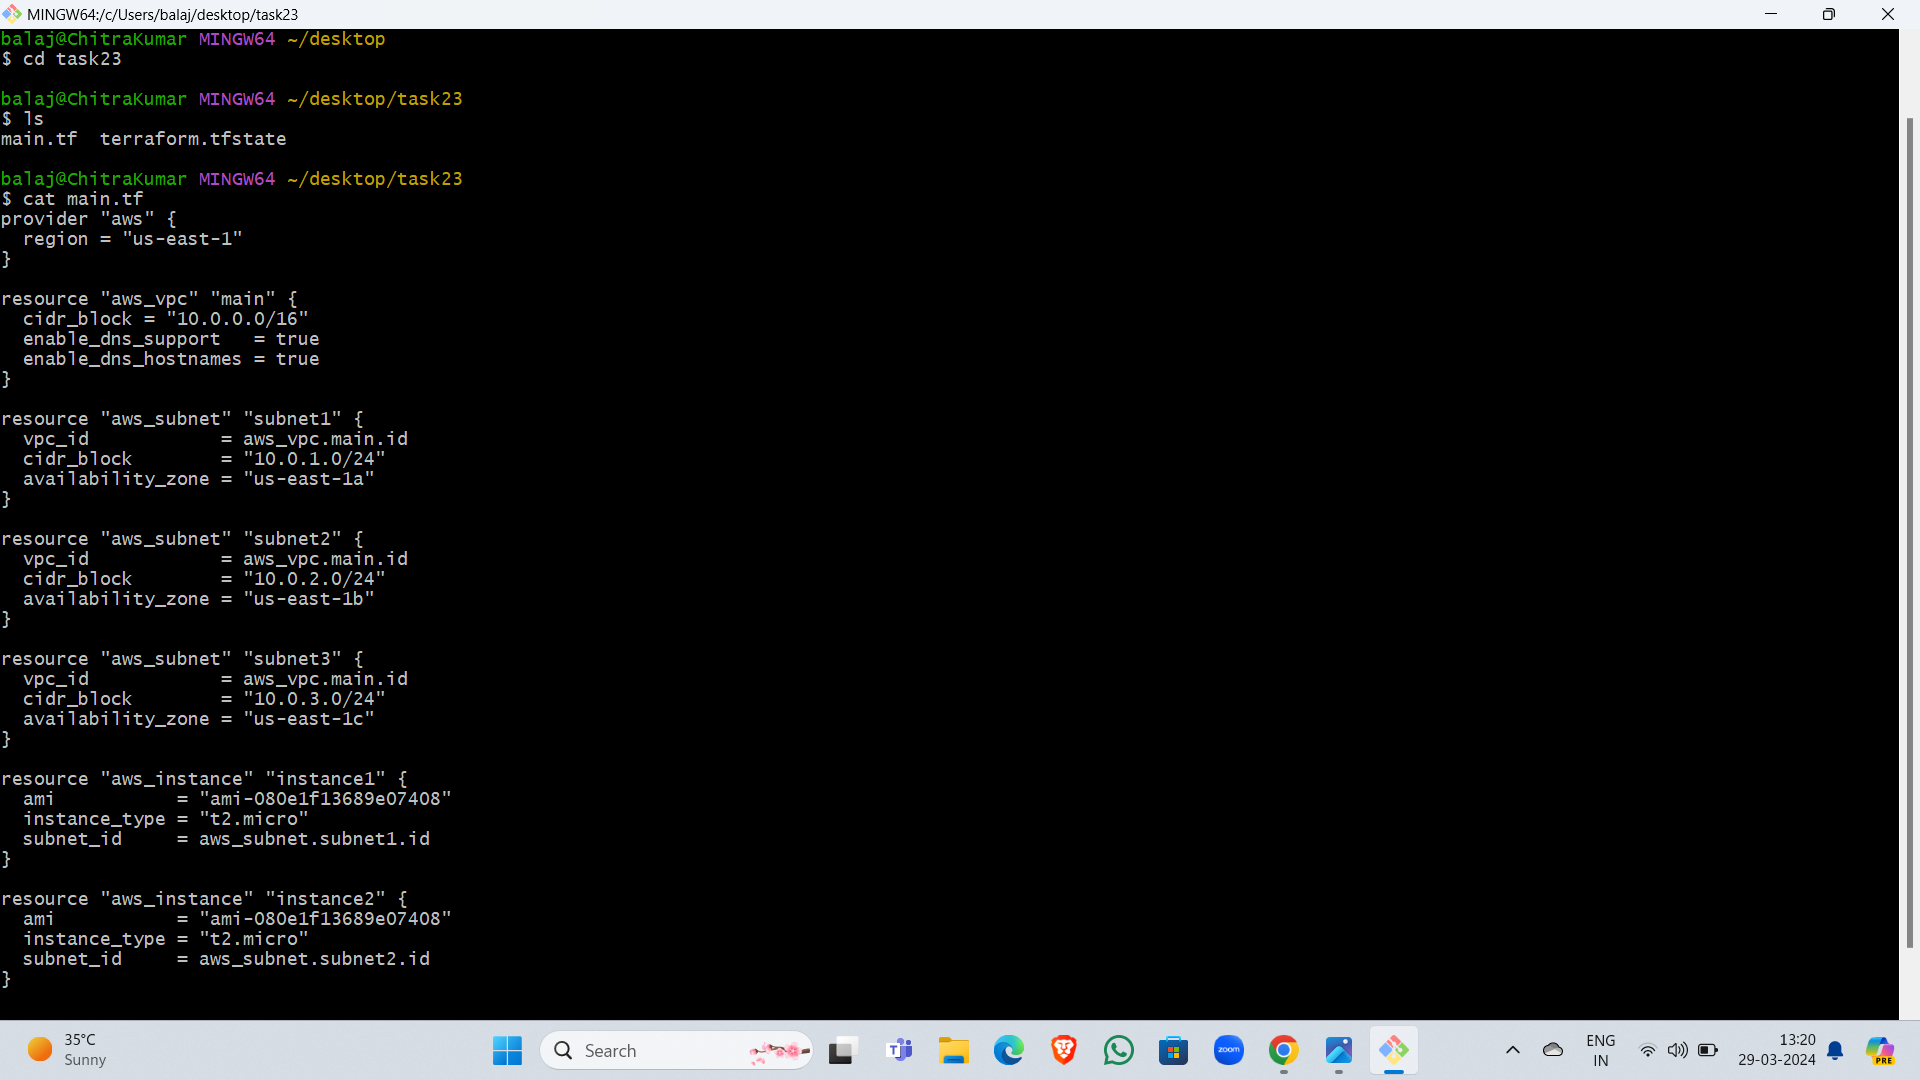 MINGW64:/c/Users/balaj/desktop/task23
balaj@ChitraKumar MINGW64 ~/desktop
$ cd task23
balaj@ChitraKumar MINGW64 ~/desktop/task23
$ ls
main.tf  terraform.tfstate
balaj@ChitraKumar MINGW64 ~/desktop/task23
$ cat main.tf
provider "aws" {
  region = "us-east-1"
}
resource "aws_vpc" "main" {
  cidr_block = "10.0.0.0/16"
  enable_dns_support   = true
  enable_dns_hostnames = true
}
resource "aws_subnet" "subnet1" {
  vpc_id            = aws_vpc.main.id
  cidr_block        = "10.0.1.0/24"
  availability_zone = "us-east-1a"
}
resource "aws_subnet" "subnet2" {
  vpc_id            = aws_vpc.main.id
  cidr_block        = "10.0.2.0/24"
  availability_zone = "us-east-1b"
}
resource "aws_subnet" "subnet3" {
  vpc_id            = aws_vpc.main.id
  cidr_block        = "10.0.3.0/24"
  availability_zone = "us-east-1c"
}
resource "aws_instance" "instance1" {
  ami           = "ami-080e1f13689e07408"
  instance_type = "t2.micro"
  subnet_id     = aws_subnet.subnet1.id
}
resource "aws_instance" "instance2" {
  ami           = "ami-080e1f13689e07408"
  instance_type = "t2.micro"
  subnet_id     = aws_subnet.subnet2.id
}
35°C
Sunny
Search
zoom
ENG
IN
13:20
29-03-2024
PRE